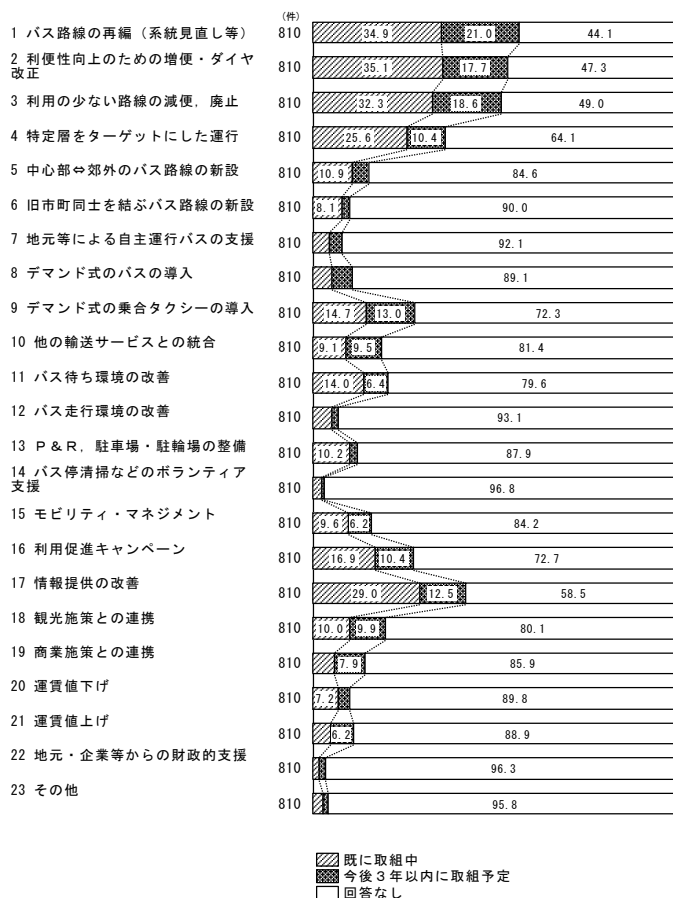 (件)
1 バス路線の再編（系統見直し等） 810 34.9 21.0 44.1
2 利便性向上のための増便・ダイヤ
改正 810 35.1 17.7 47.3
3 利用の少ない路線の減便，廃止 810 32.3 18.6 49.0
4 特定層をターゲットにした運行 810 25.6 10.4 64.1
5 中心部⇔郊外のバス路線の新設 810 10.9 84.6
6 旧市町同士を結ぶバス路線の新設 810 8.1 90.0
7 地元等による自主運行バスの支援 810 92.1
8 デマンド式のバスの導入 810 89.1
9 デマンド式の乗合タクシーの導入 810 14.7 13.0 72.3
10 他の輸送サービスとの統合 810 9.1 9.5 81.4
11 バス待ち環境の改善 810 14.0 6.4 79.6
12 バス走行環境の改善 810 93.1
13 Ｐ＆Ｒ，駐車場・駐輪場の整備 810 10.2 87.9
14 バス停清掃などのボランティア
支援 810 96.8
15 モビリティ・マネジメント 810 9.6 6.2 84.2
16 利用促進キャンペーン 810 16.9 10.4 72.7
17 情報提供の改善 810 29.0 12.5 58.5
18 観光施策との連携 810 10.0 9.9 80.1
19 商業施策との連携 810 7.9 85.9
20 運賃値下げ 810 7.2 89.8
21 運賃値上げ 810 6.2 88.9
22 地元・企業等からの財政的支援 810 96.3
23 その他 810 95.8
既に取組中
今後３年以内に取組予定
回答なし